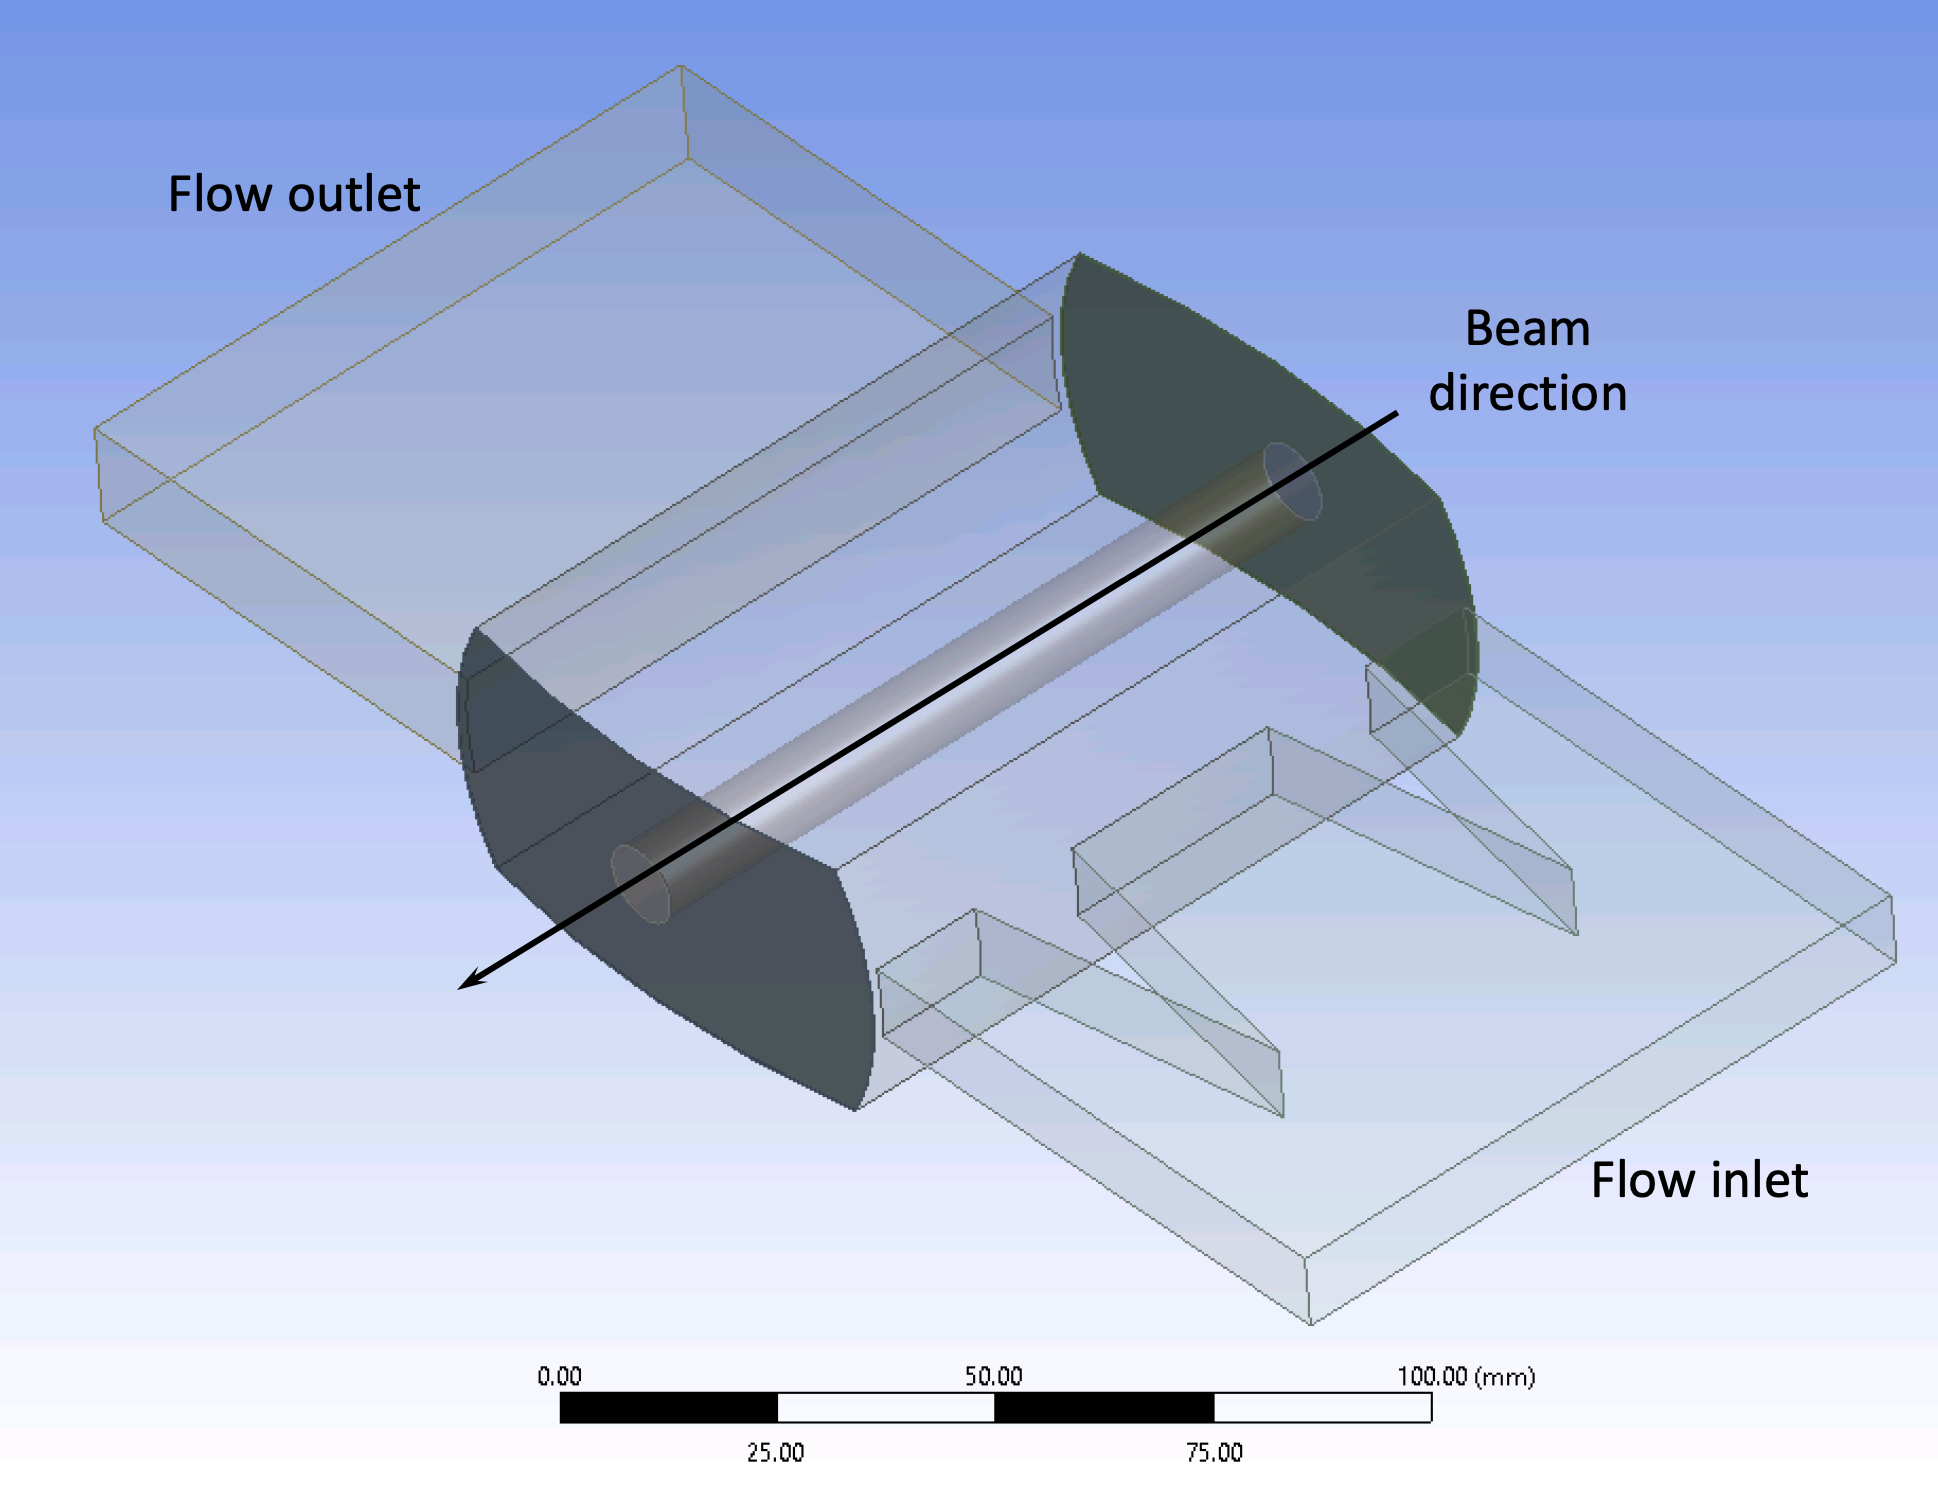 Flow outlet
Beam
direction
Flow inlet
0.00 50.00 100.00 (mm)
25.00 75.00